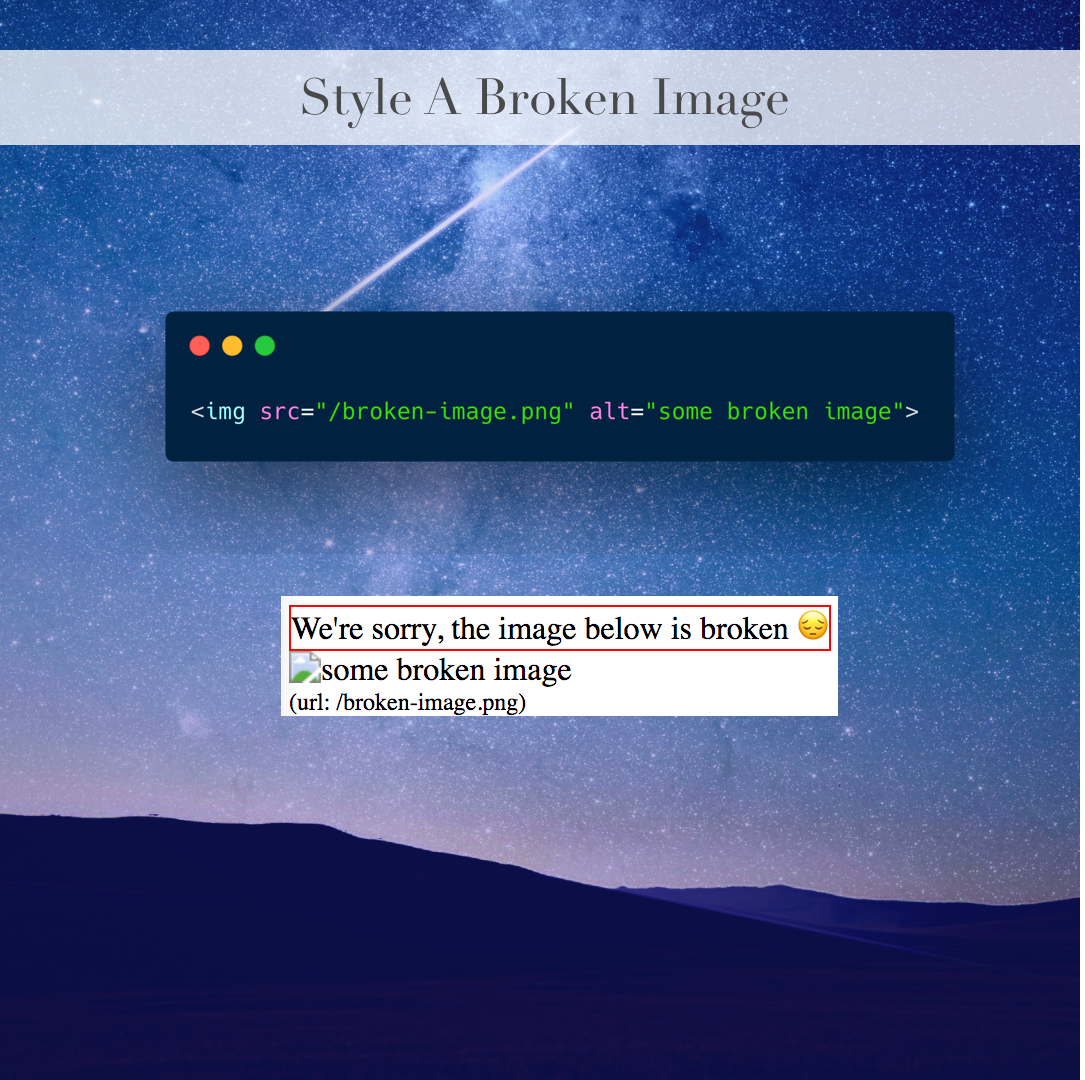 Style A Broken Image
<img src="/broken-image.png" alt="some broken image">
We're sorry, the image below is broken 😔
some broken image
(url: /broken-image.png)